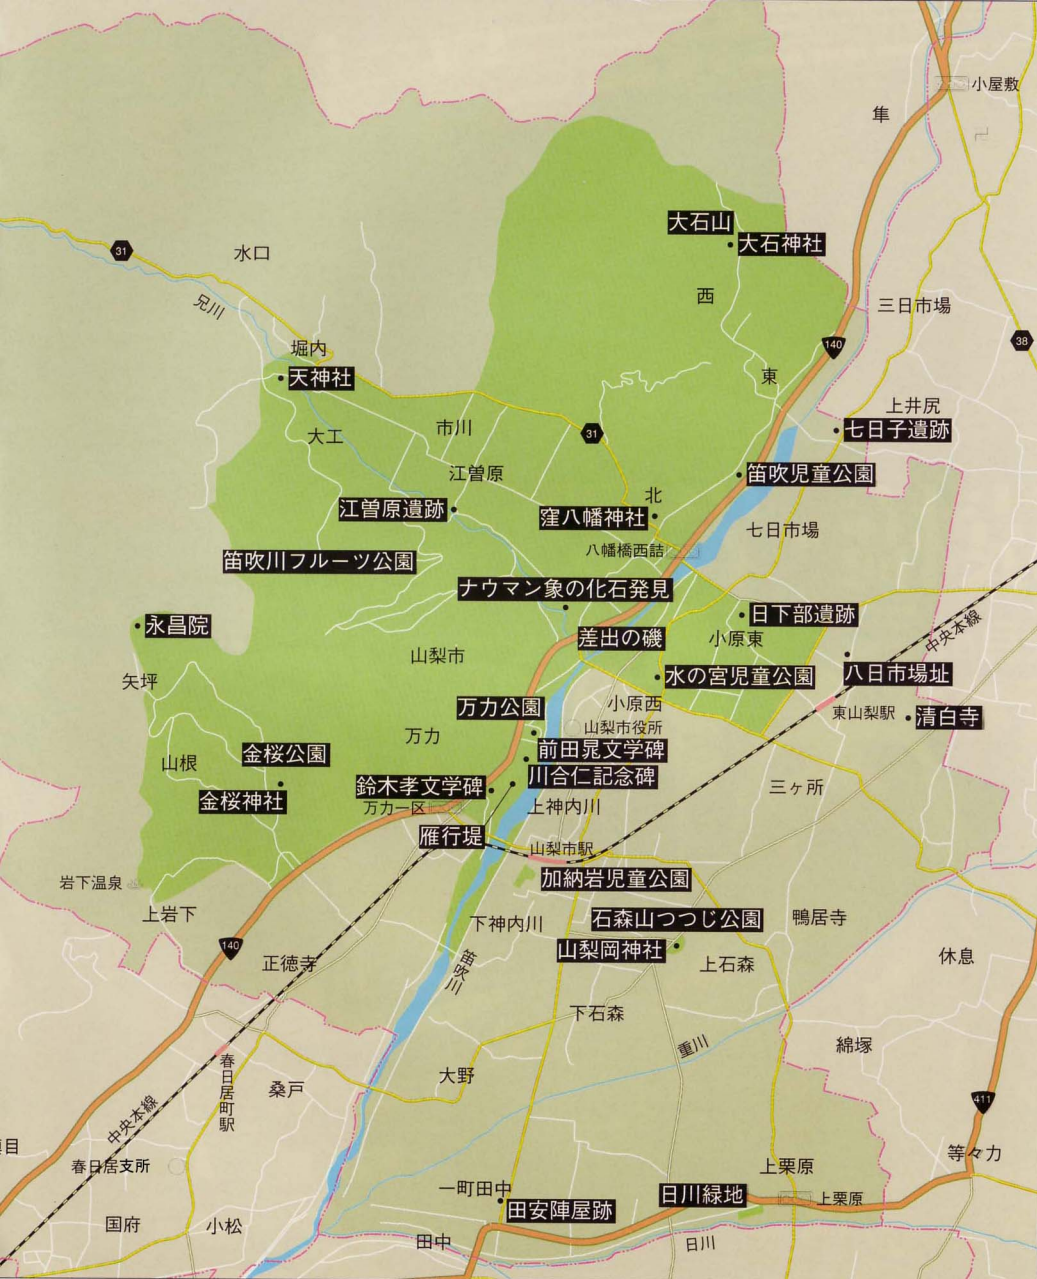 小屋敷
隼
大石山
大石神社
31
水口
西
兄川
三日市場
140
38
堀内
天神社
東
上井尻
七日子遺跡
大工
市川
31
江曽原
笛吹児童公園
江曽原遺跡
窪八幡神社
北
七日市場
八幡橋西詰
笛吹川フルーツ公園
ナウマン象の化石発見
永昌院
日下部遺跡
差出の磯
小原東
中央本線
山梨市
矢坪
水の宮児童公園
八日市場址
万力公園
小原西
東山梨駅
清白寺
山梨市役所
万力
金桜公園
前田晁文学碑
山根
川合仁記念碑
鈴木孝文学碑
三ヶ所
金桜神社
万力一区
上神内川
雁行堤
山梨市駅
岩下温泉
加納岩児童公園
上岩下
石森山つつじ公園
鴨居寺
下神内川
140
山梨岡神社
正徳寺
笛吹川
上石森
休息
下石森
重川
綿塚
春日居町駅
大野
桑戸
411
中央本線
目
春日居支所
等々力
上栗原
一町田中
日川緑地
上栗原
田安陣屋跡
国府
小松
田中
日川